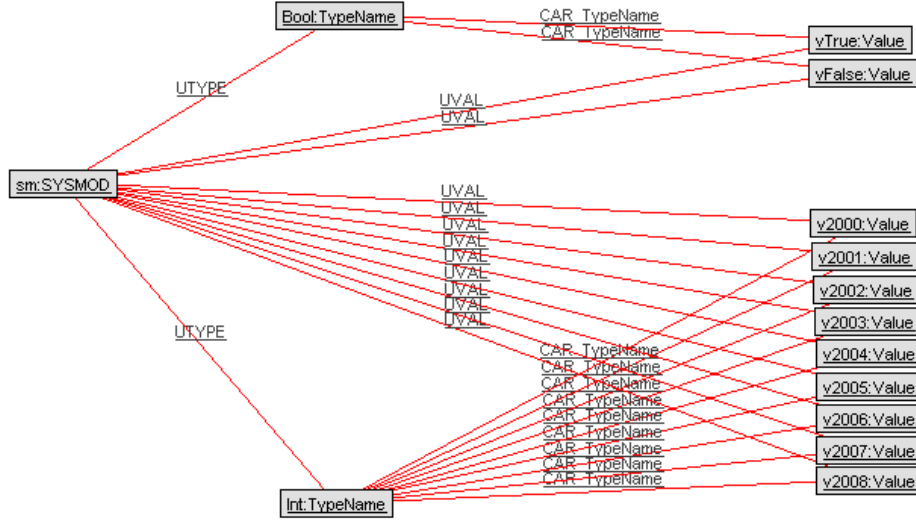 Bool:TypeName
CAR_TypeName
CAR_TypeName
vTrue:Value
vFalse:Value
UTYPE
UVAL
UVAL
sm:SYSMOD
UVAL
UVAL
UVAL
UVAL
UVAL
UVAL
UVAL
UVAL
UVAL
v2000:Value
v2001:Value
v2002:Value
v2003:Value
v2004:Value
v2005:Value
v2006:Value
v2007:Value
v2008:Value
UTYPE
CAR_TypeName
CAR_TypeName
CAR_TypeName
CAR_TypeName
CAR_TypeName
CAR_TypeName
CAR_TypeName
CAR_TypeName
CAR_TypeName
Int:TypeName